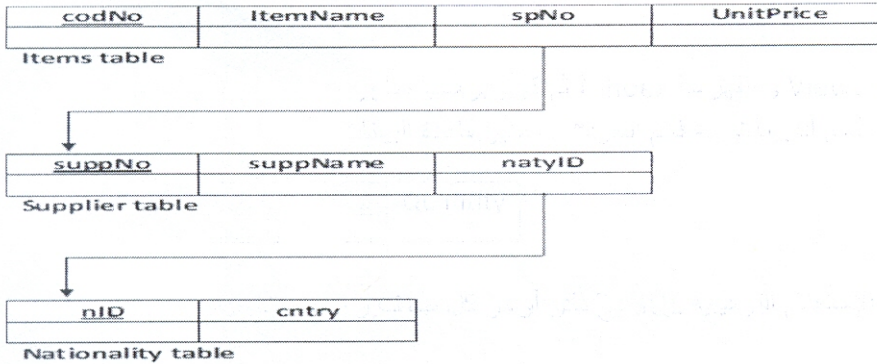 codNo ItemName spNo UnitPrice
Items table
suppNo suppName natyID
Supplier table
nID cntry
Nationality table